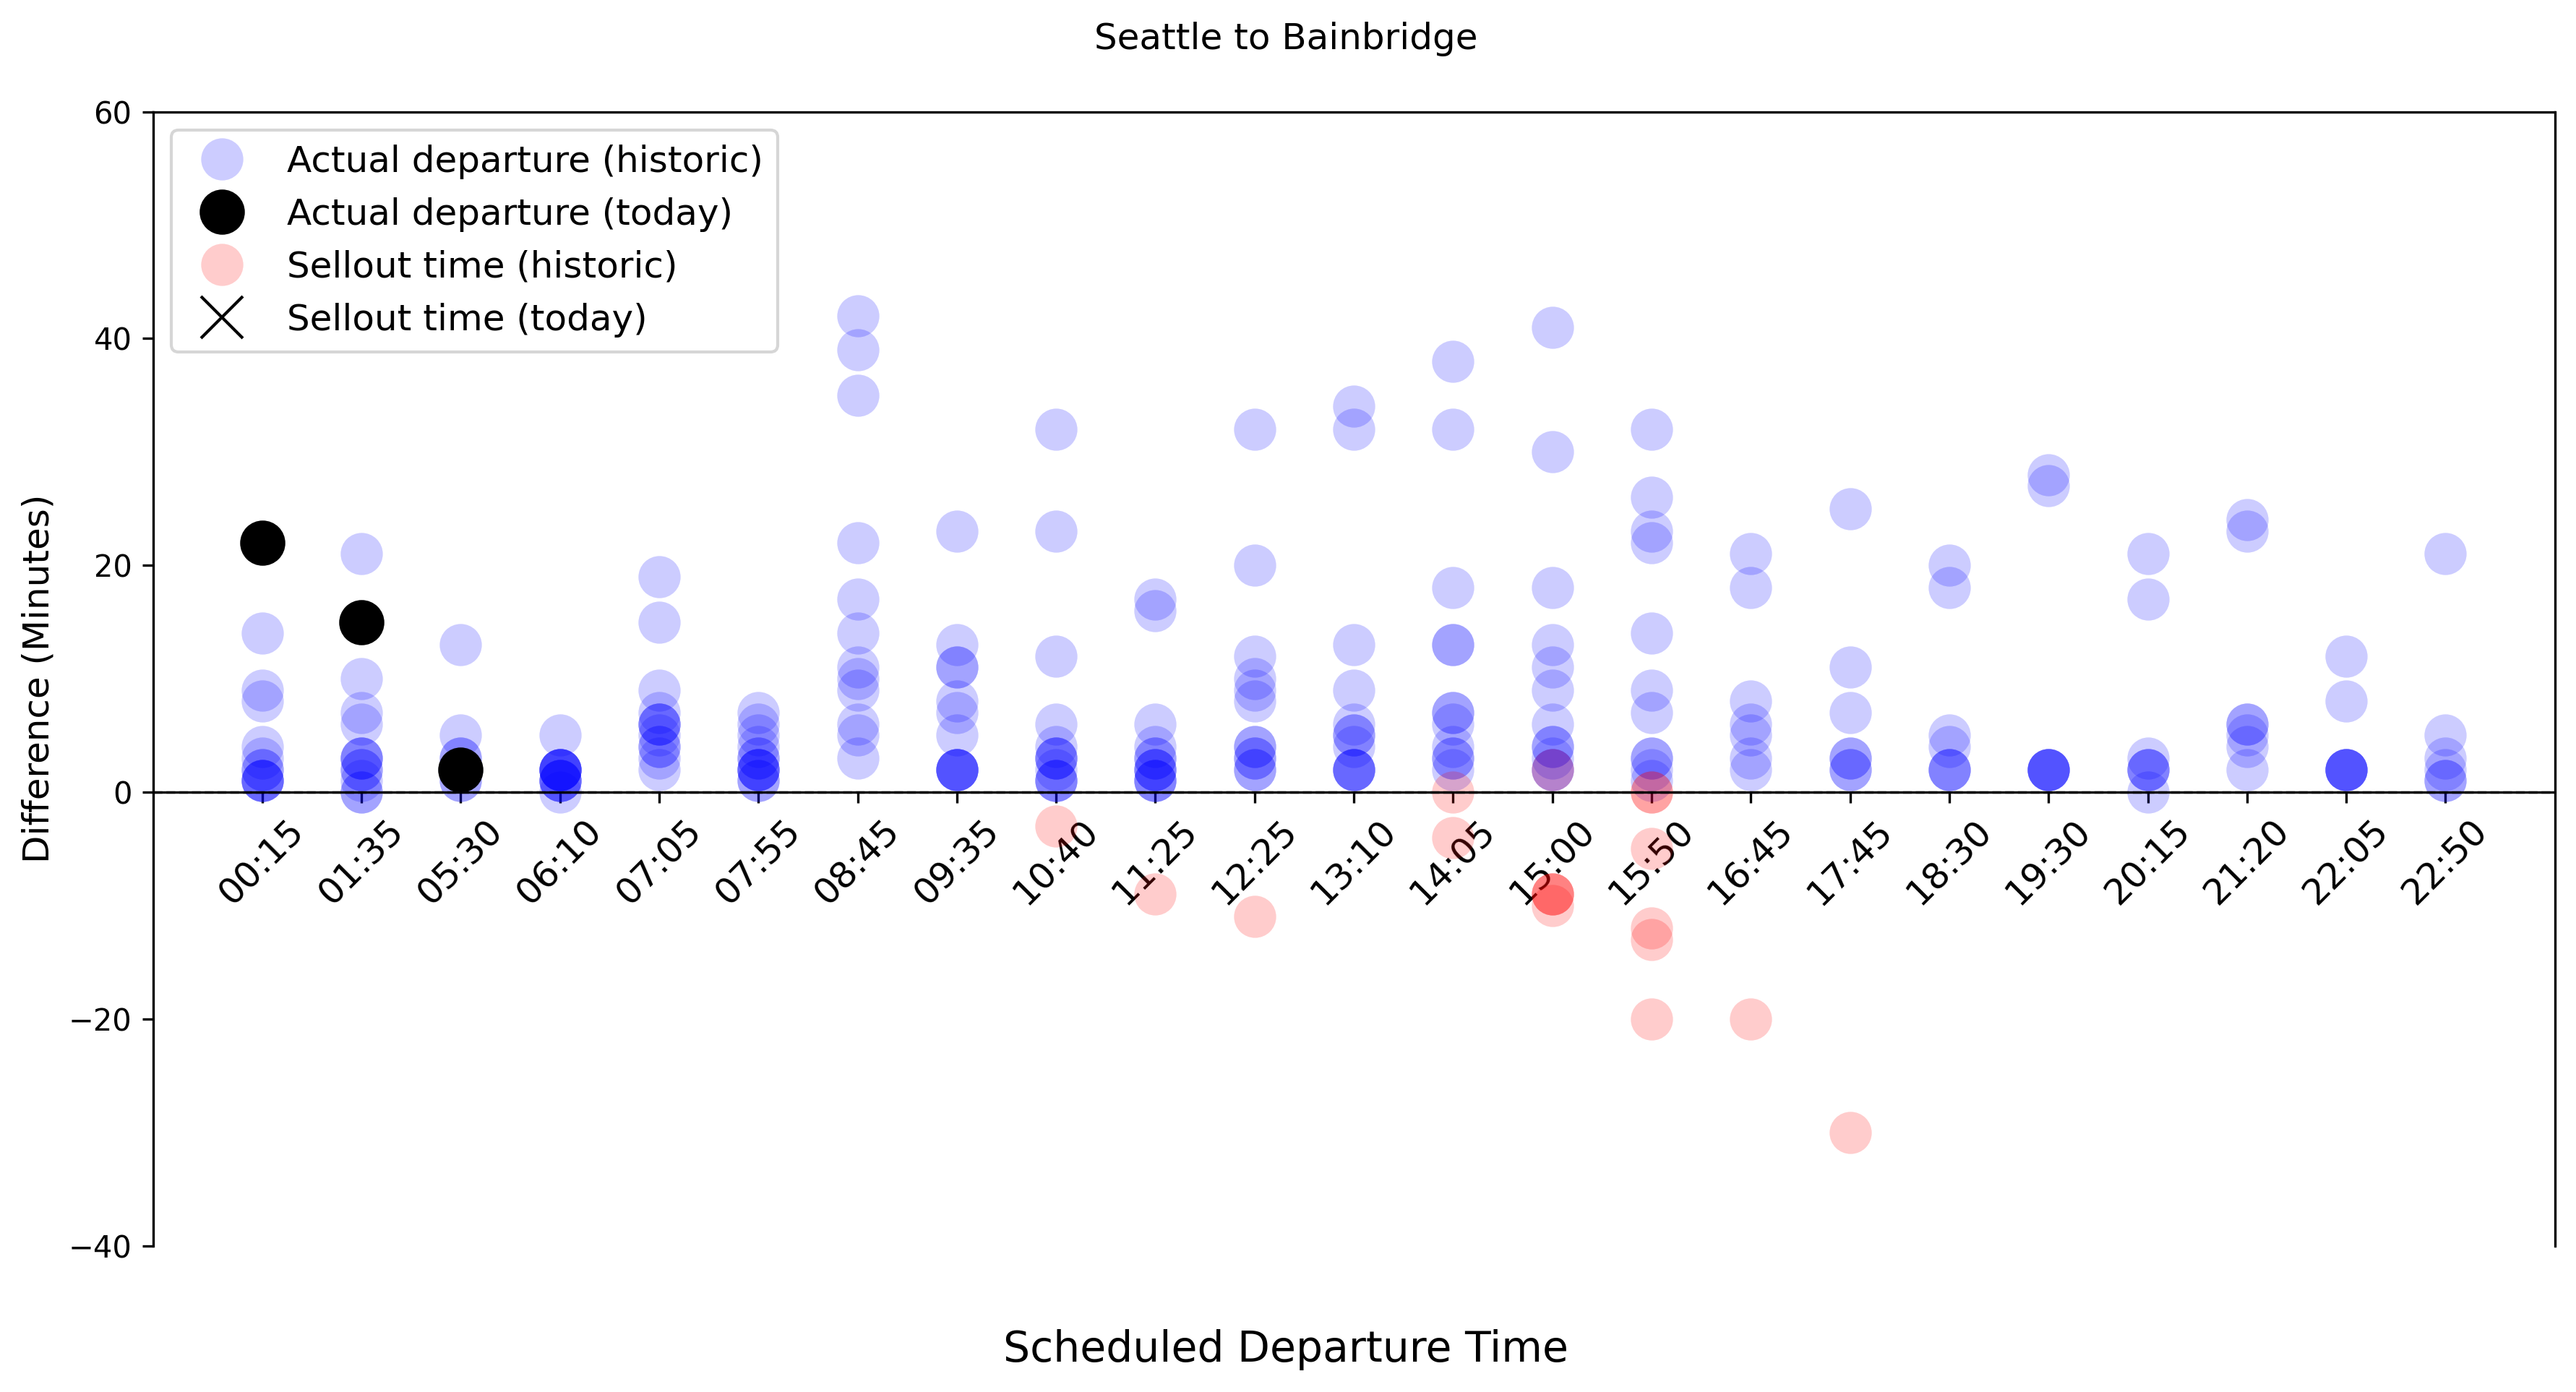 Seattle to Bainbridge
60
Actual departure (historic)
Actual departure (today)
Sellout time (historic)
Sellout time (today)
40
20
0
−20
−40
Difference (Minutes)
00:15 01:35 05:30 06:10 07:05 07:55 08:45 09:35 10:40 11:25 12:25 13:10 14:05 15:00 15:50 16:45 17:45 18:30 19:30 20:15 21:20 22:05 22:50
Scheduled Departure Time